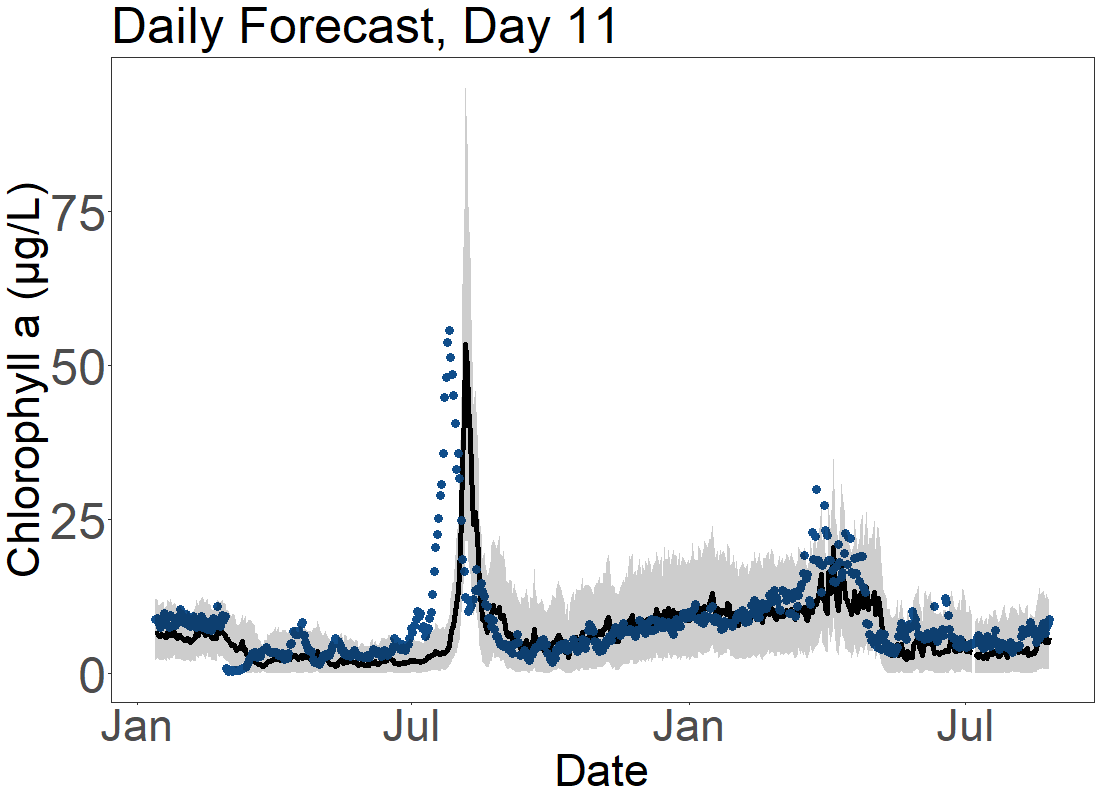 Daily Forecast, Day 11
Chlorophyll a (μg/L)
75
50
25
0
Jan
Jul
Jan
Jul
Date